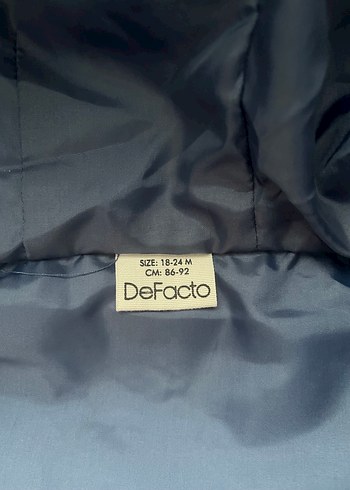 SIZE: 18-24 M
CM: 86-92
DeFacto